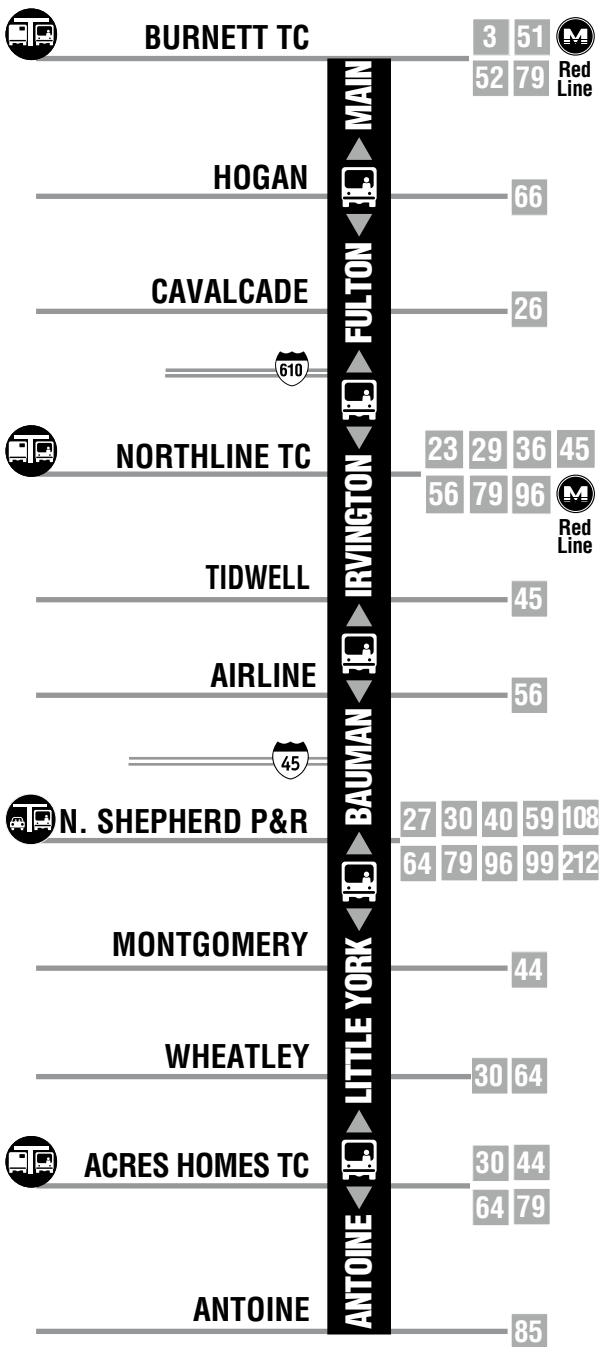 BURNETT TC
3 51 M
52 79 Red Line
MAIN
HOGAN
66
FULTON
CAVALCADE
26
610
NORTHLINE TC
23 29 36 45
56 79 96 M
Red Line
IRVINGTON
TIDWELL
45
AIRLINE
56
BAUMAN
45
N. SHEPHERD P&R
27 30 40 59 108
64 79 96 99 212
LITTLE YORK
MONTGOMERY
44
WHEATLEY
30 64
ACRES HOMES TC
30 44
64 79
ANTOINE
ANTOINE
85